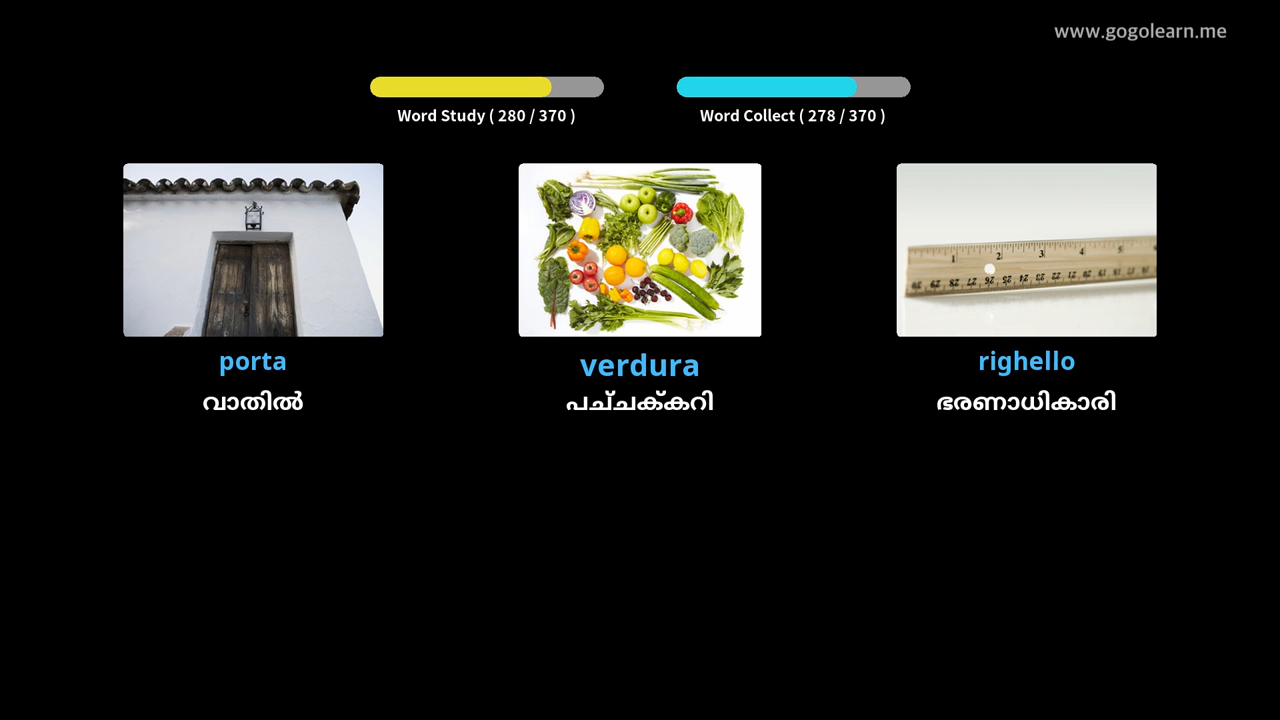 www.gogolearn.me
Word Study ( 280 / 370 )
Word Collect ( 278 / 370 )
porta
verdura
righello
വാതിൽ
പച്ചക്കറി
ഭരണാധികാരി